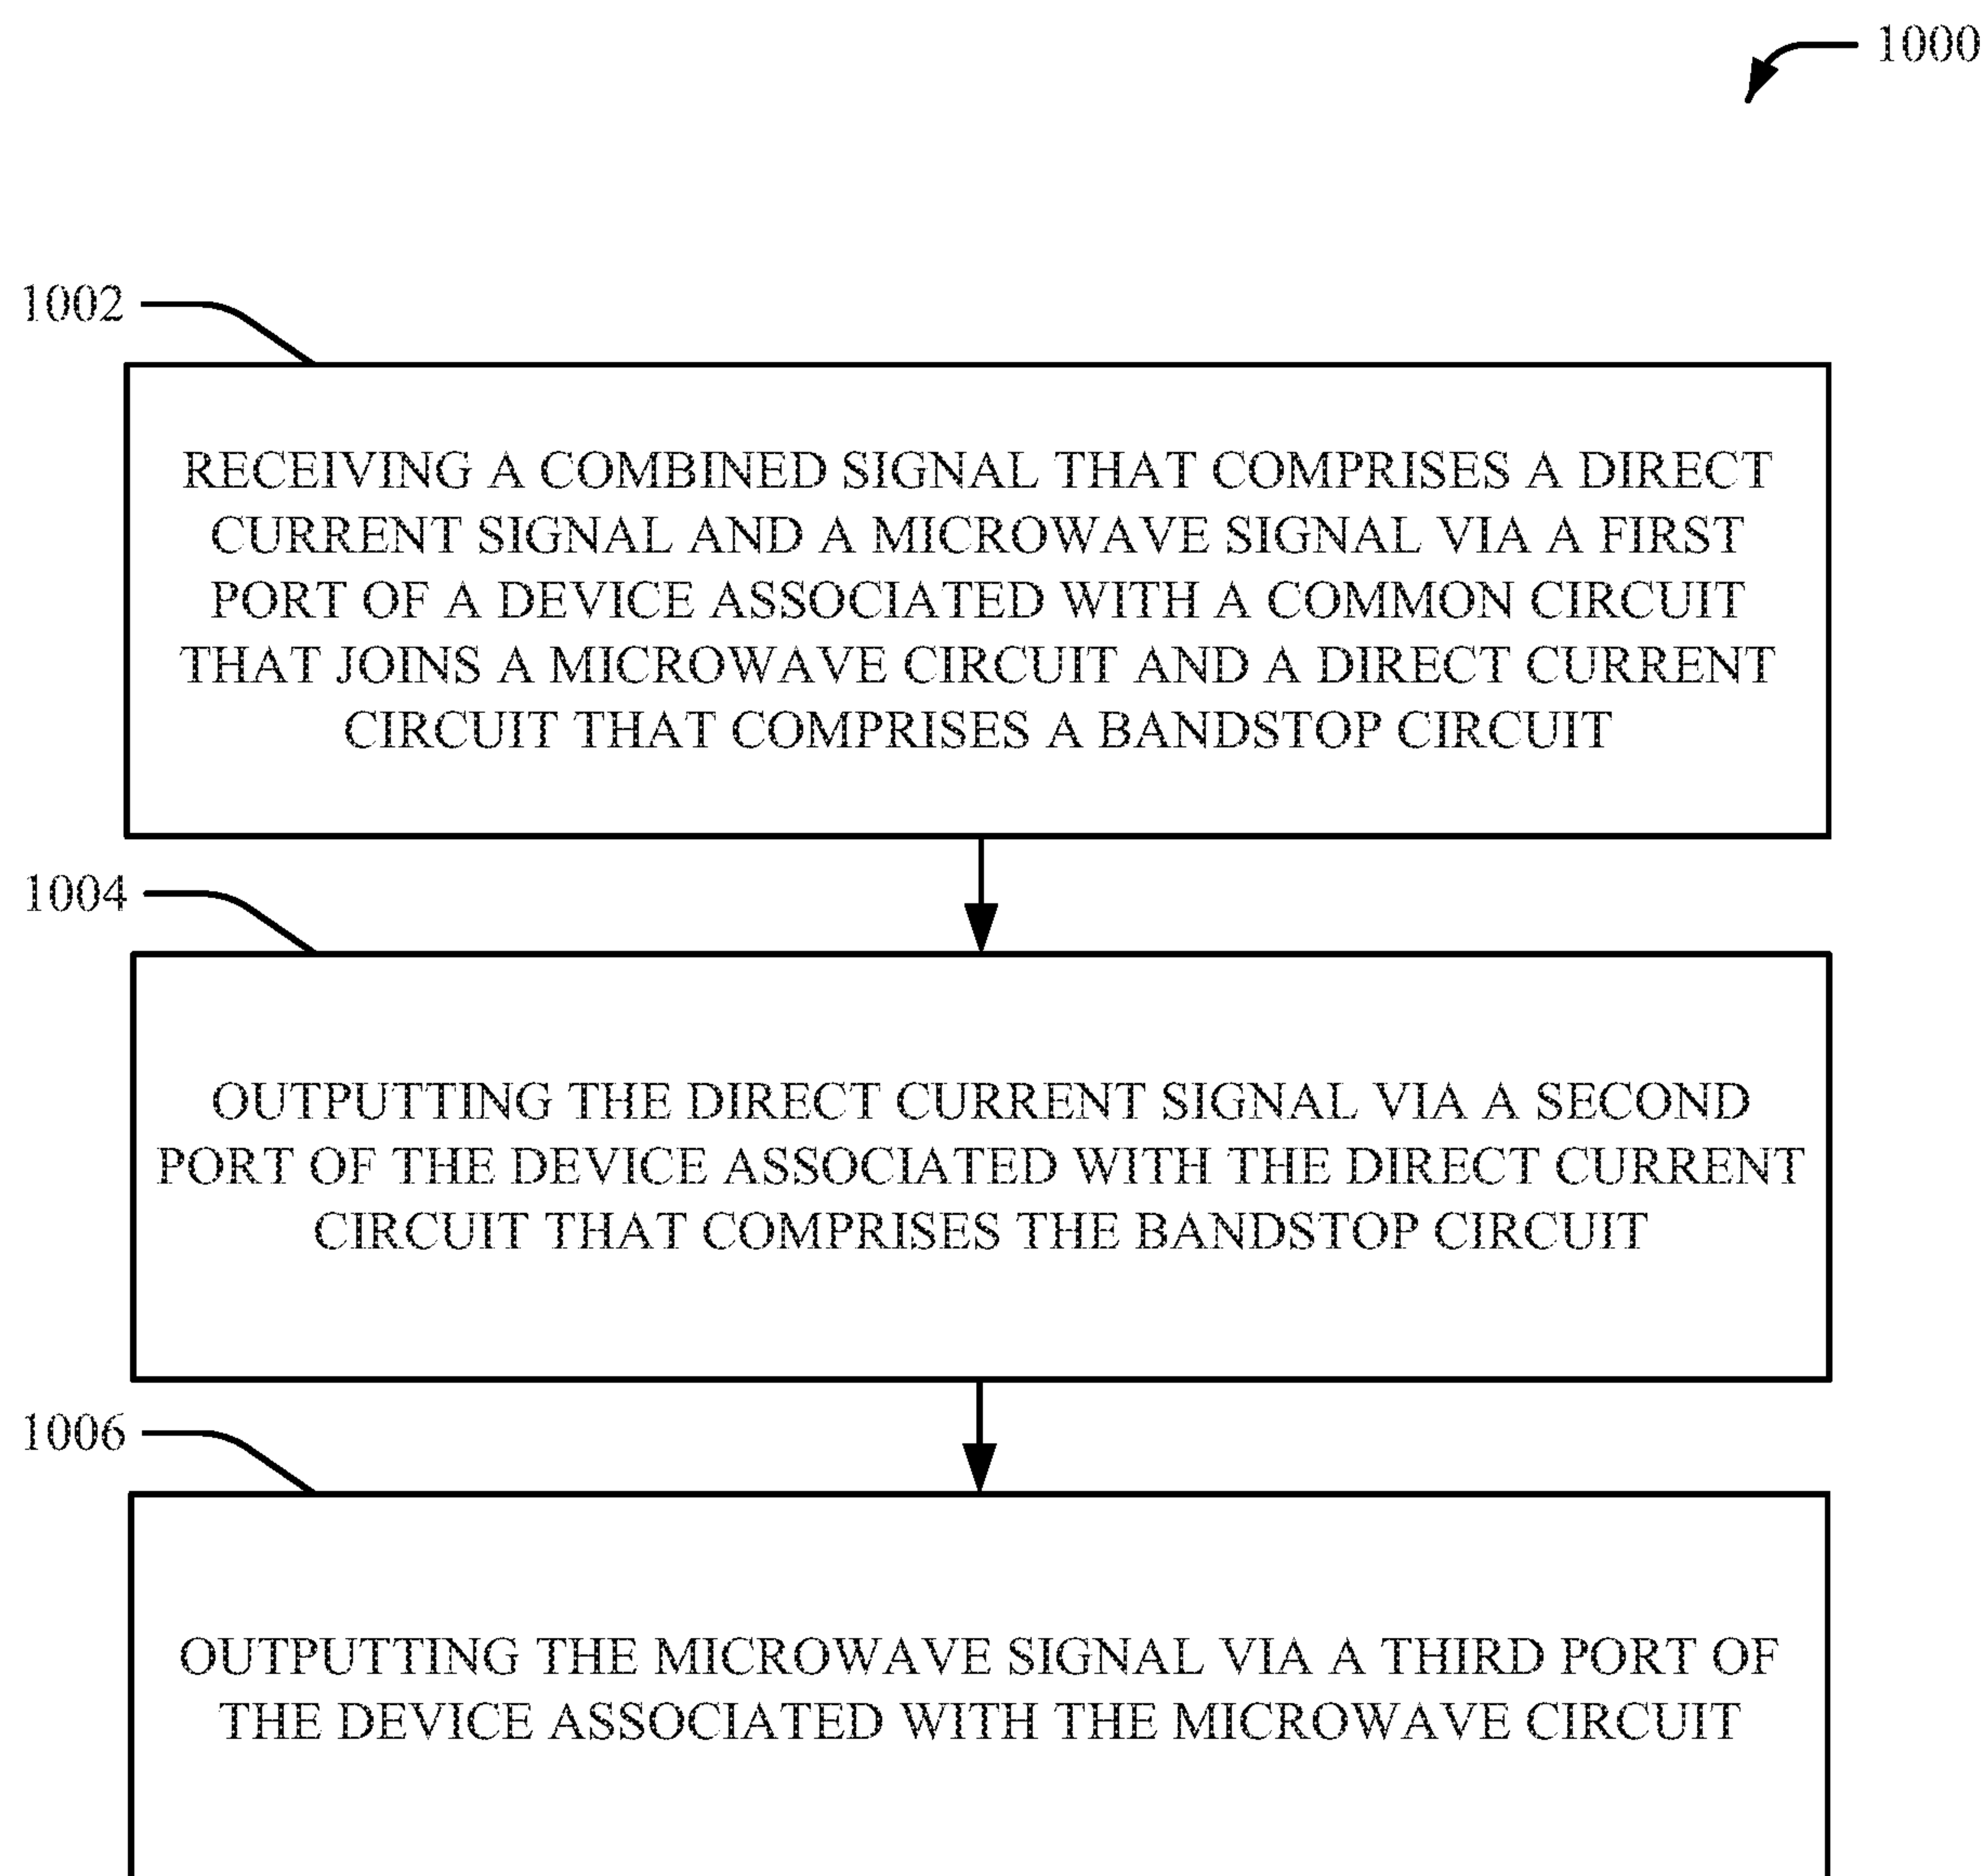 1000
1002
RECEIVING A COMBINED SIGNAL THAT COMPRISES A DIRECT
CURRENT SIGNAL AND A MICROWAVE SIGNAL VIA A FIRST
PORT OF A DEVICE ASSOCIATED WITH A COMMON CIRCUIT
THAT JOINS A MICROWAVE CIRCUIT AND A DIRECT CURRENT
CIRCUIT THAT COMPRISES A BANDSTOP CIRCUIT
1004
OUTPUTTING THE DIRECT CURRENT SIGNAL VIA A SECOND
PORT OF THE DEVICE ASSOCIATED WITH THE DIRECT CURRENT
CIRCUIT THAT COMPRISES THE BANDSTOP CIRCUIT
1006
OUTPUTTING THE MICROWAVE SIGNAL VIA A THIRD PORT OF
THE DEVICE ASSOCIATED WITH THE MICROWAVE CIRCUIT